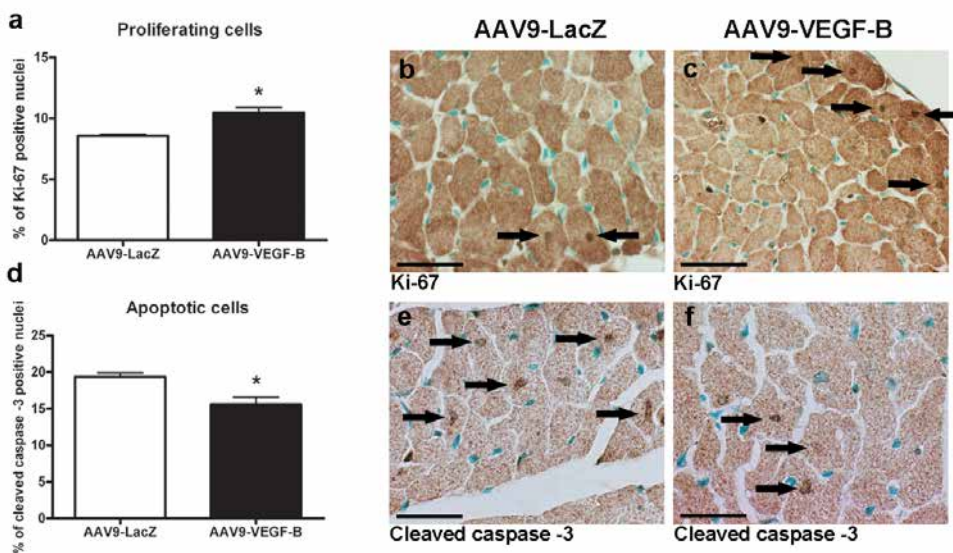 a
Proliferating cells
% of Ki-67 positive nuclei
15
10
5
0
*
AAV9-LacZ
AAV9-VEGF-B
AAV9-LacZ
AAV9-VEGF-B
b
c
Ki-67
Ki-67
d
Apoptotic cells
% of cleaved caspase -3 positive nuclei
25
20
15
10
5
0
*
AAV9-LacZ
AAV9-VEGF-B
e
f
Cleaved caspase -3
Cleaved caspase -3